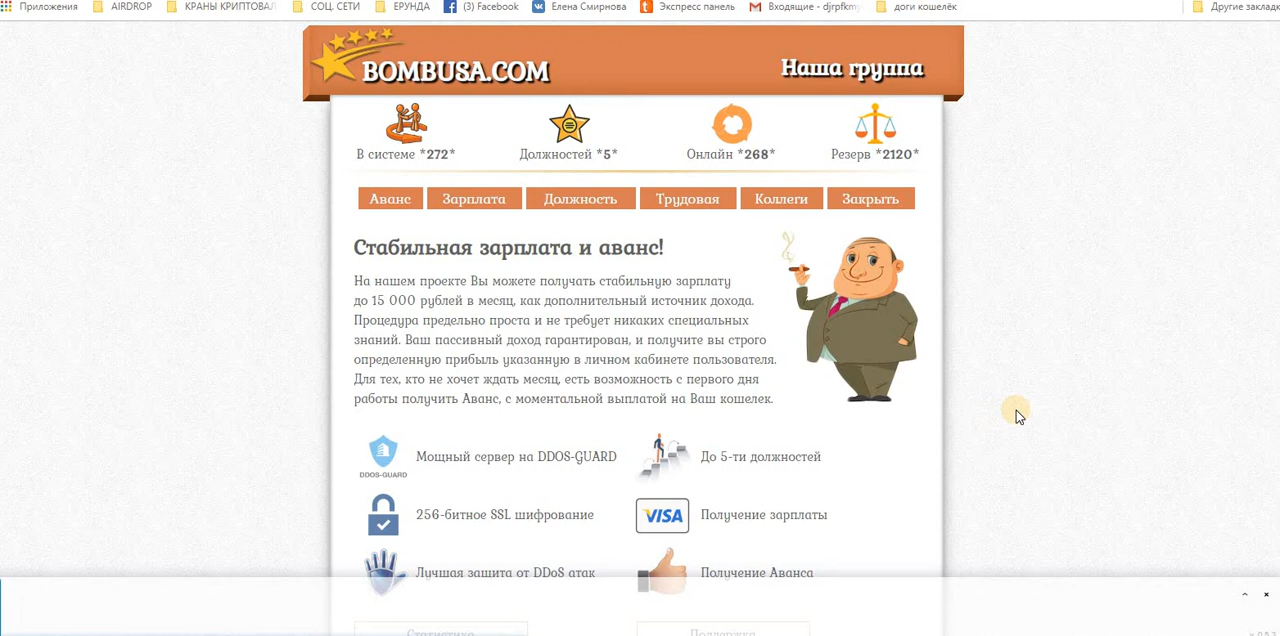 Приложения AIRDROP КРАНЫ КРИПТОВАЛ СОЦ. СЕТИ ЕРУНДА (3) Facebook Елена Смирнова Экспресс панель Входящие - djrpfkmy доги кошелёк Другие заклад
BOMBUSA.COM Наша группа
В системе *272* Должностей *5* Онлайн *268* Резерв *2120*
Аванс Зарплата Должность Трудовая Коллеги Закрыть
Стабильная зарплата и аванс!
На нашем проекте Вы можете получать стабильную зарплату
до 15 000 рублей в месяц, как дополнительный источник дохода.
Процедура предельно проста и не требует никаких специальных
знаний. Ваш пассивный доход гарантирован, и получите вы строго
определенную прибыль указанную в личном кабинете пользователя.
Для тех, кто не хочет ждать месяц, есть возможность с первого дня
работы получить Аванс, с моментальной выплатой на Ваш кошелек.
DDOS-GUARD Мощный сервер на DDOS-GUARD До 5-ти должностей
256-битное SSL шифрование VISA Получение зарплаты
Лучшая защита от DDoS атак Получение Аванса
Статистика Поддержка